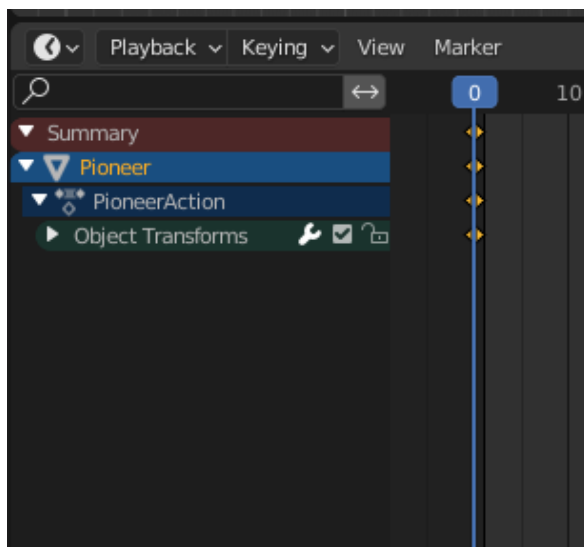 Playback Keying View Marker
0 10
Summary
Pioneer
PioneerAction
Object Transforms